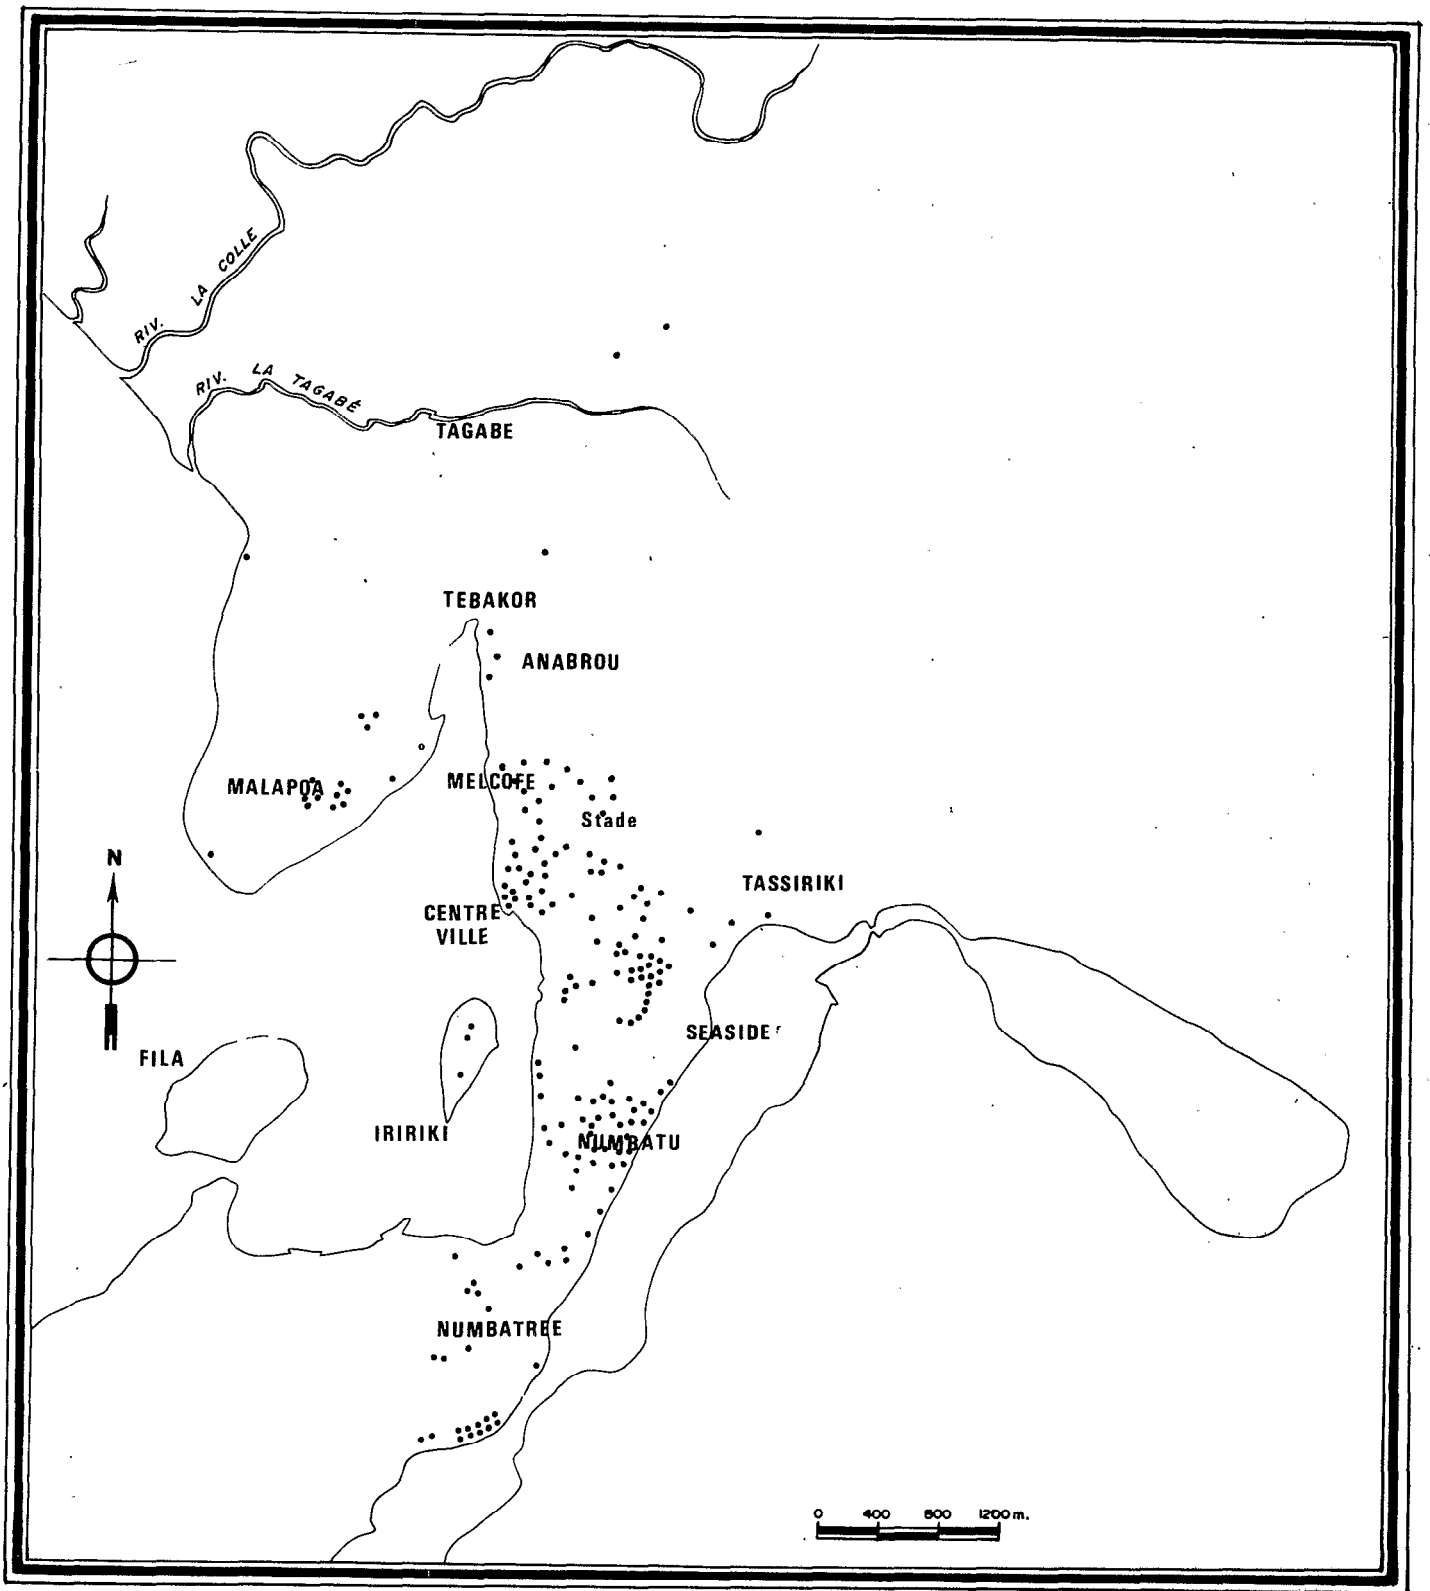 RIV. LA COLLE
RIV. LA TAGABÉ
TAGABE
TEBAKOR
ANABROU
MALAPOA
MELCOFE
Stade
N
TASSIRIKI
CENTRE
VILLE
SEASIDE
FILA
IRIRIKI
NUMBATU
NUMBATREE
0 400 800 1200 m.